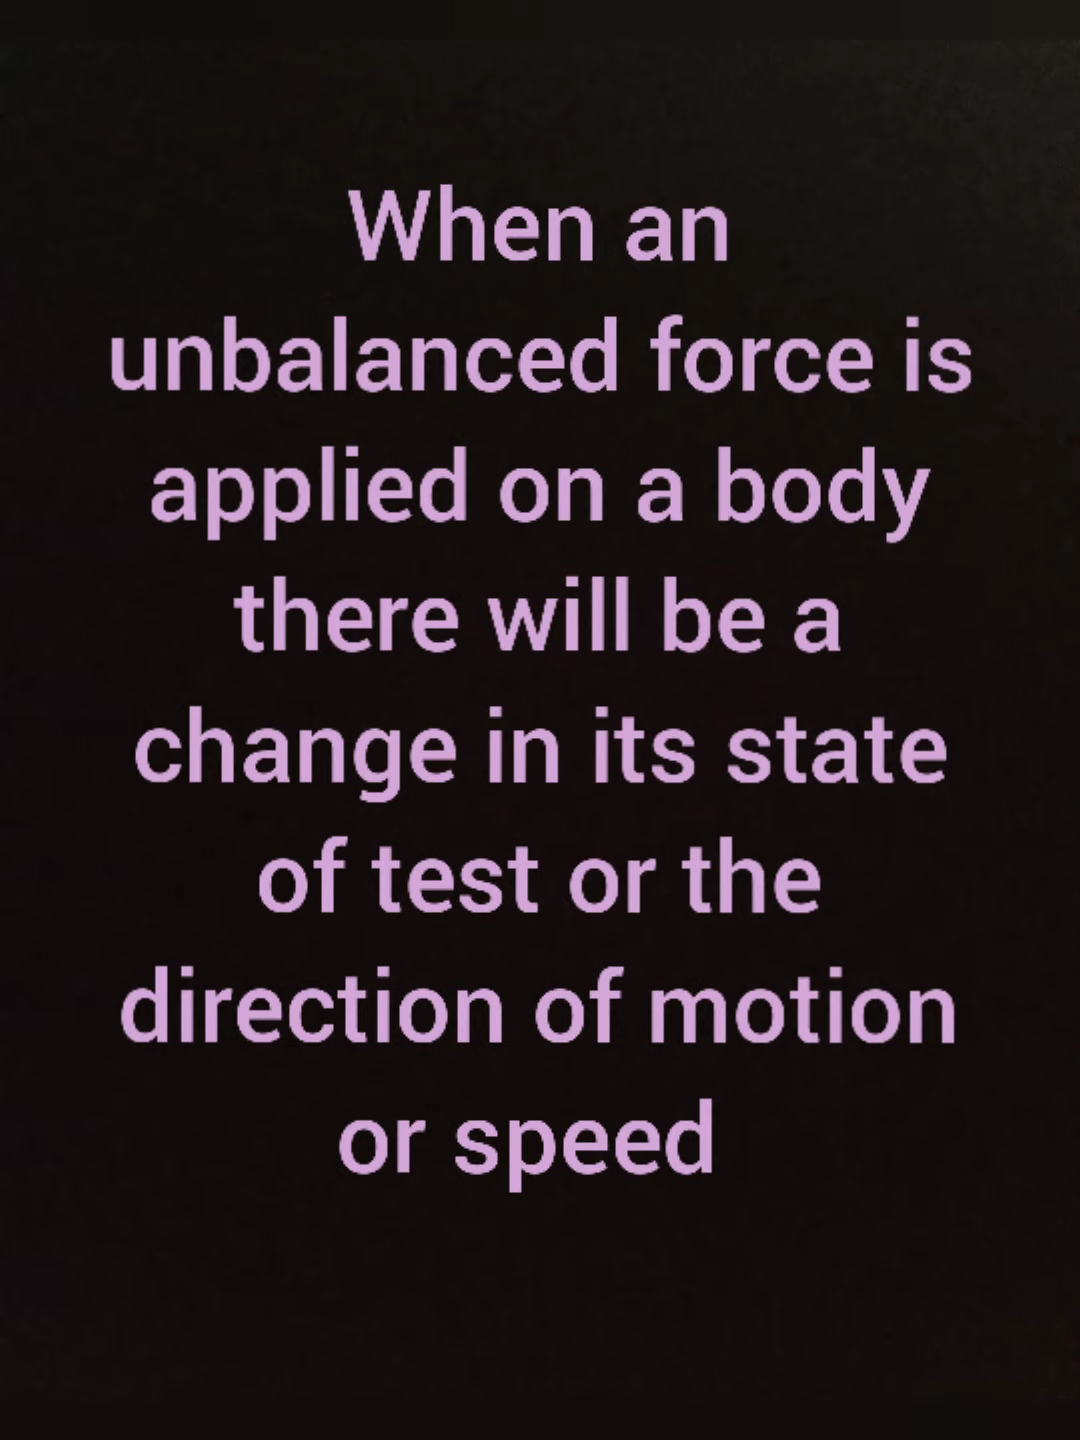 When an
unbalanced force is
applied on a body
there will be a
change in its state
of test or the
direction of motion
or speed